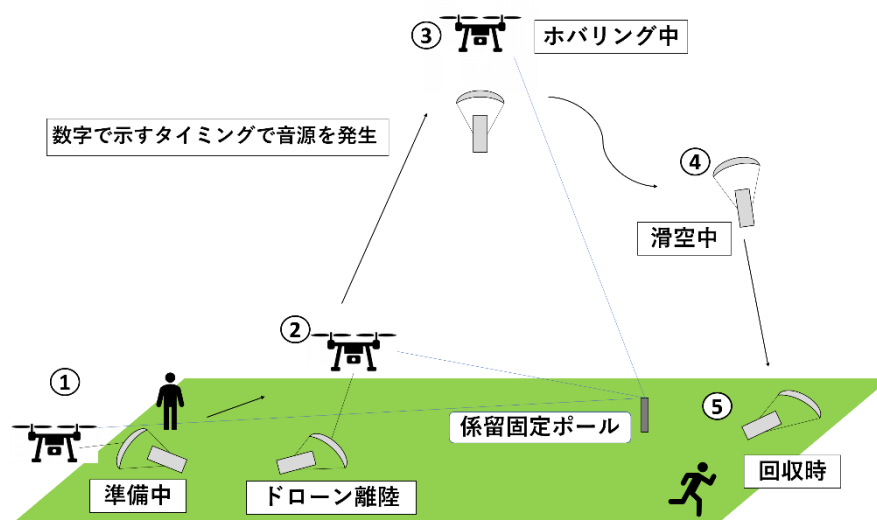 ③
ホバリング中
数字で示すタイミングで音源を発生
④
滑空中
②
①
係留固定ポール
⑤
準備中
ドローン離陸
回収時